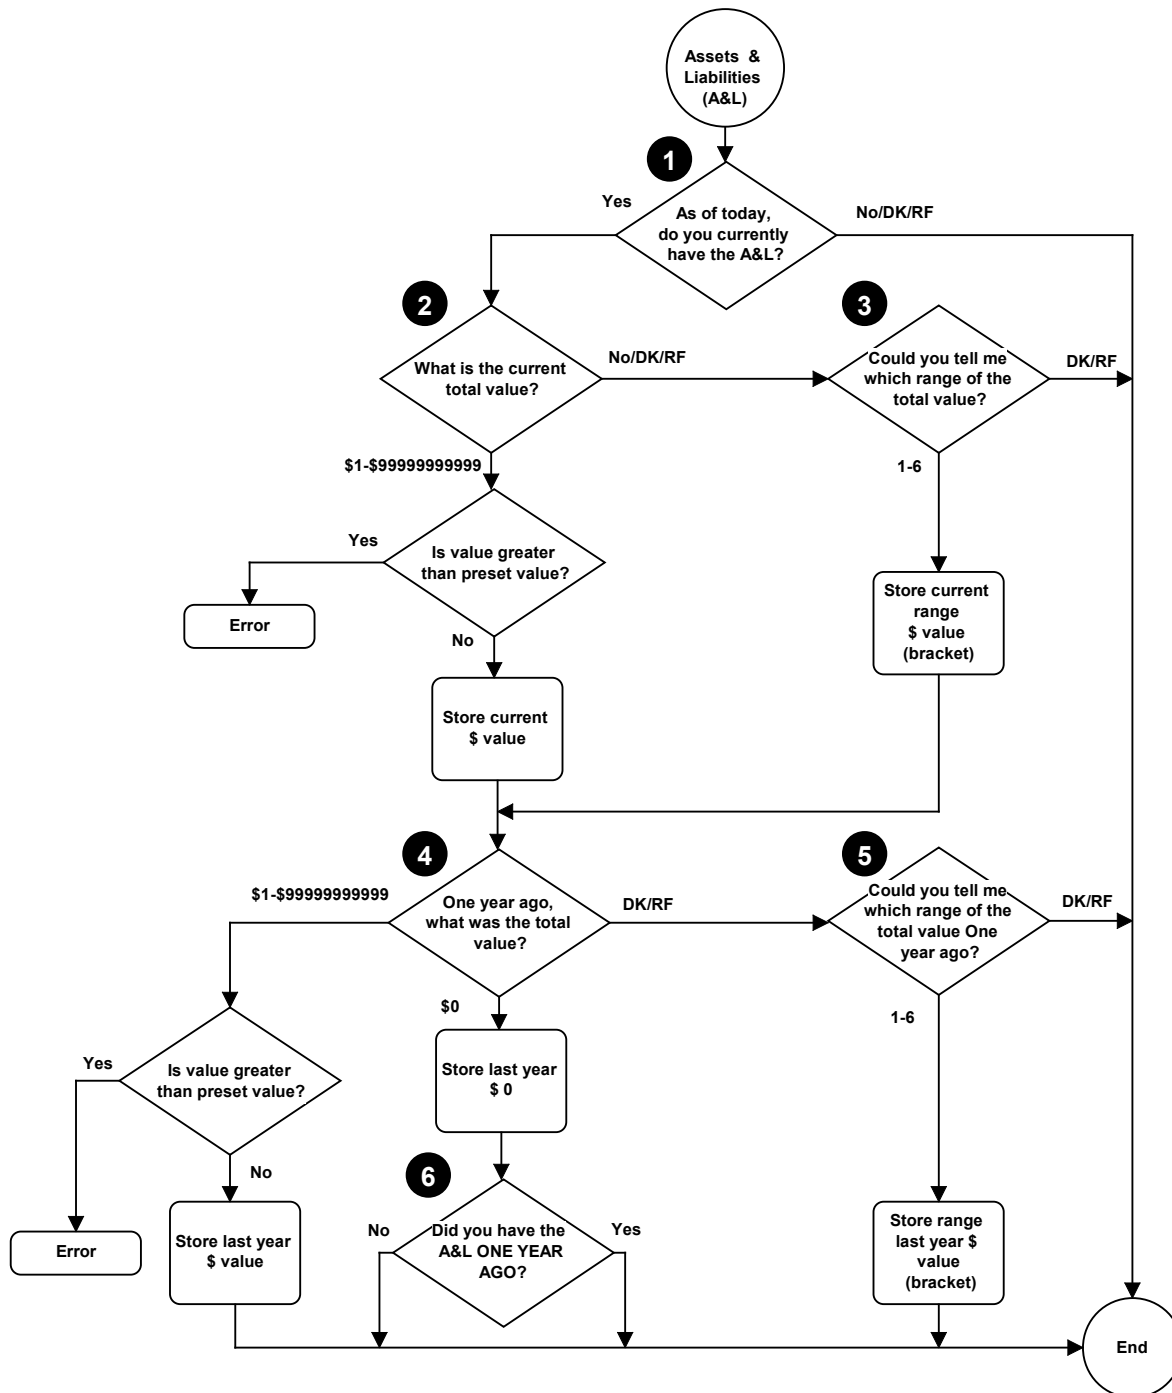 Assets &
Liabilities
(A&L)
1
Yes
As of today,
do you currently
have the A&L?
No/DK/RF
2
What is the current
total value?
No/DK/RF
3
Could you tell me
which range of the
total value?
DK/RF
$1-$99999999999
1-6
Yes
Is value greater
than preset value?
Error
No
Store current
range
$ value
(bracket)
Store current
$ value
4
One year ago,
what was the total
value?
$1-$99999999999
DK/RF
5
Could you tell me
which range of the
total value One
year ago?
DK/RF
$0
1-6
Yes
Is value greater
than preset value?
Store last year
$ 0
No
Error
Store last year
$ value
6
No
Did you have the
A&L ONE YEAR
AGO?
Yes
Store range
last year $
value
(bracket)
End